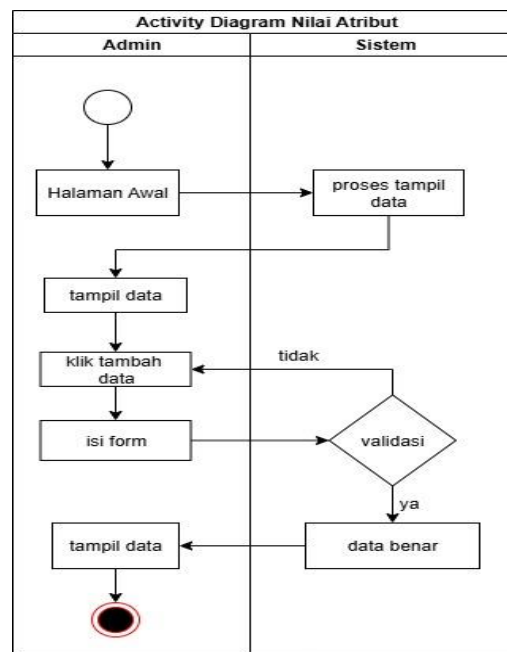 Activity Diagram Nilai Atribut
Admin
Sistem
Halaman Awal
proses tampil
data
tampil data
klik tambah
data
tidak
isi form
validasi
ya
tampil data
data benar